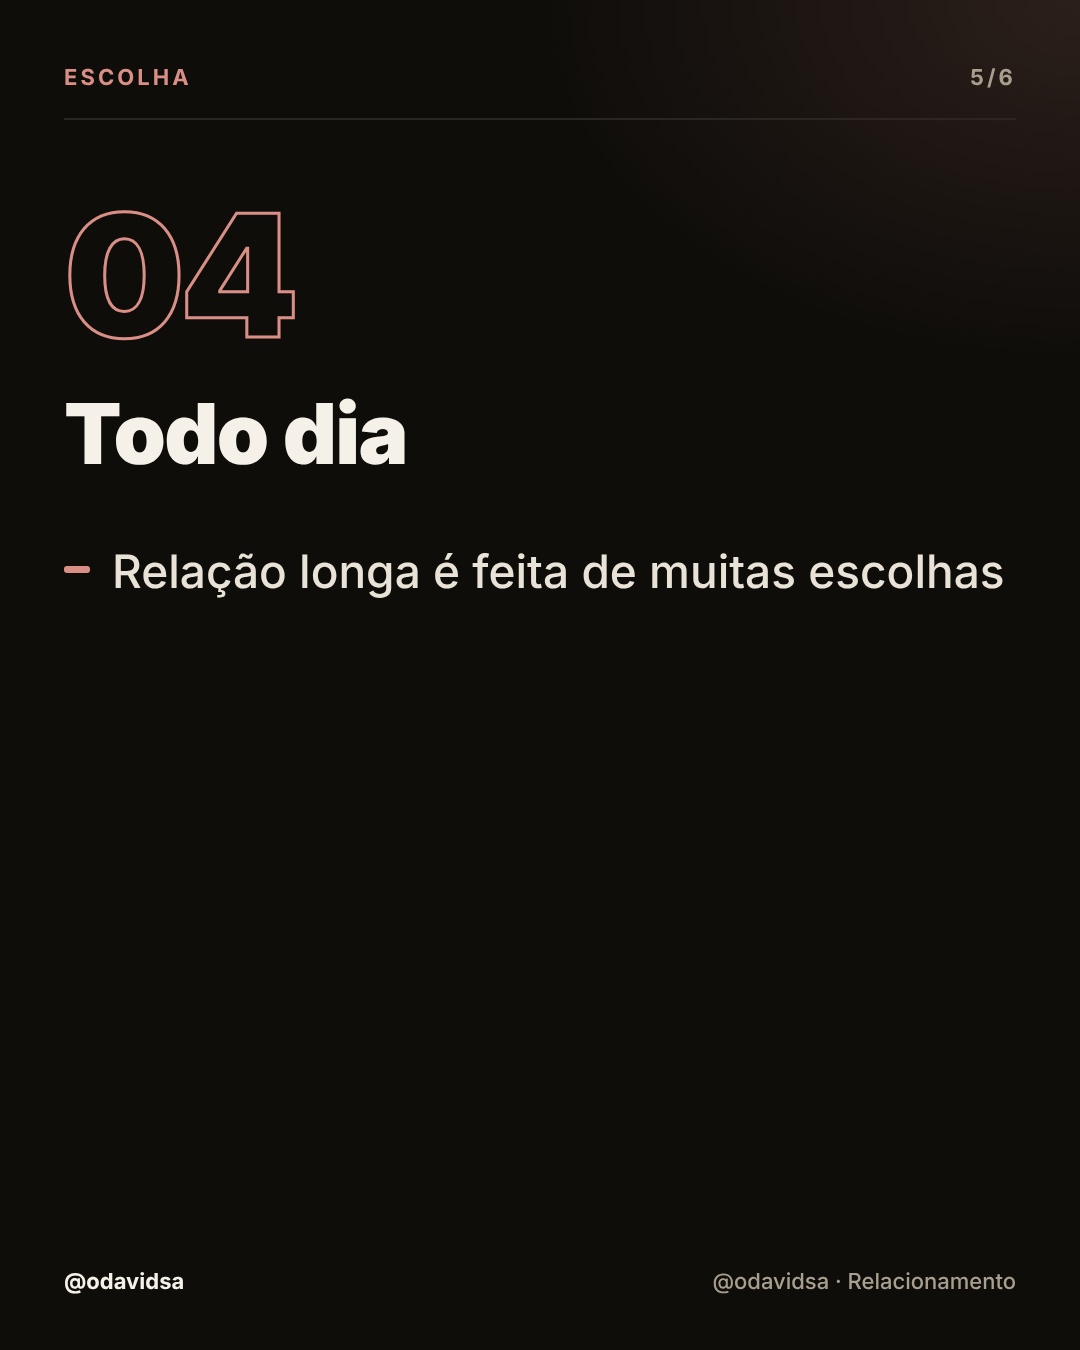 ESCOLHA
5/6
04
Todo dia
Relação longa é feita de muitas escolhas
@odavidsa
@odavidsa · Relacionamento